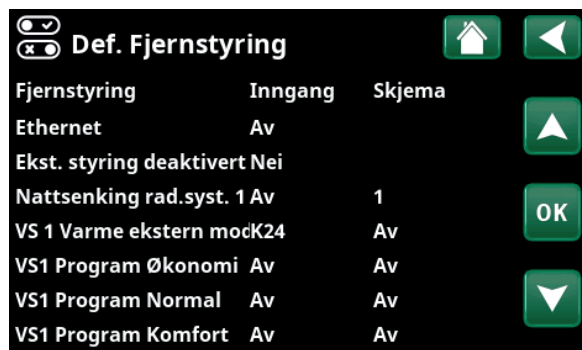 Def. Fjernstyring
Fjernstyring Inngang Skjema
Ethernet Av
Ekst. styring deaktivert Nei
Nattsenking rad.syst. 1 Av 1
OK
VS 1 Varme ekstern mod K24 Av
VS1 Program Økonomi Av Av
VS1 Program Normal Av Av
VS1 Program Komfort Av Av